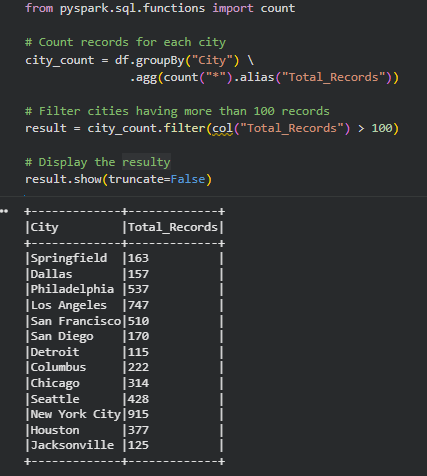 from pyspark.sql.functions import count
# Count records for each city
city_count = df.groupBy("City") \
               .agg(count("*").alias("Total_Records"))
# Filter cities having more than 100 records
result = city_count.filter(col("Total_Records") > 100)
# Display the resulty
result.show(truncate=False)
+-------------+-------------+
|City         |Total_Records|
+-------------+-------------+
|Springfield  |163          |
|Dallas       |157          |
|Philadelphia |537          |
|Los Angeles  |747          |
|San Francisco|510          |
|San Diego    |170          |
|Detroit      |115          |
|Columbus     |222          |
|Chicago      |314          |
|Seattle      |428          |
|New York City|915          |
|Houston      |377          |
|Jacksonville |125          |
+-------------+-------------+